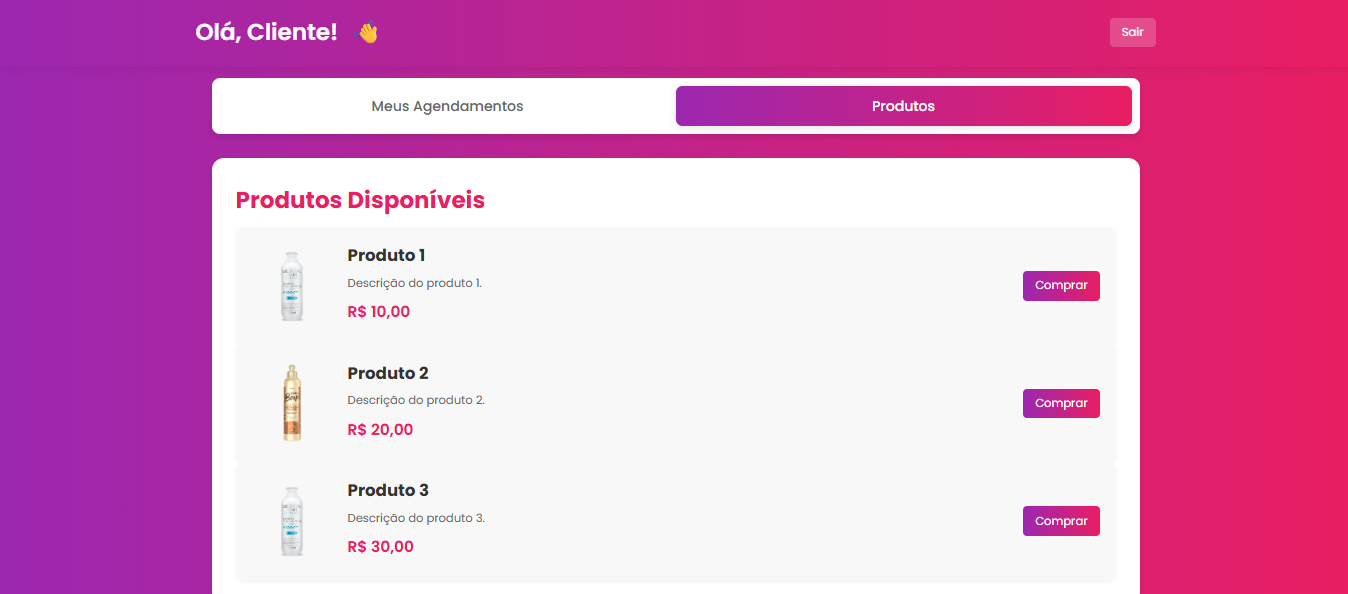 Olá, Cliente! 👋
Sair
Meus Agendamentos
Produtos
Produtos Disponíveis
Produto 1
Descrição do produto 1.
R$ 10,00
Comprar
Produto 2
Descrição do produto 2.
R$ 20,00
Comprar
Produto 3
Descrição do produto 3.
R$ 30,00
Comprar